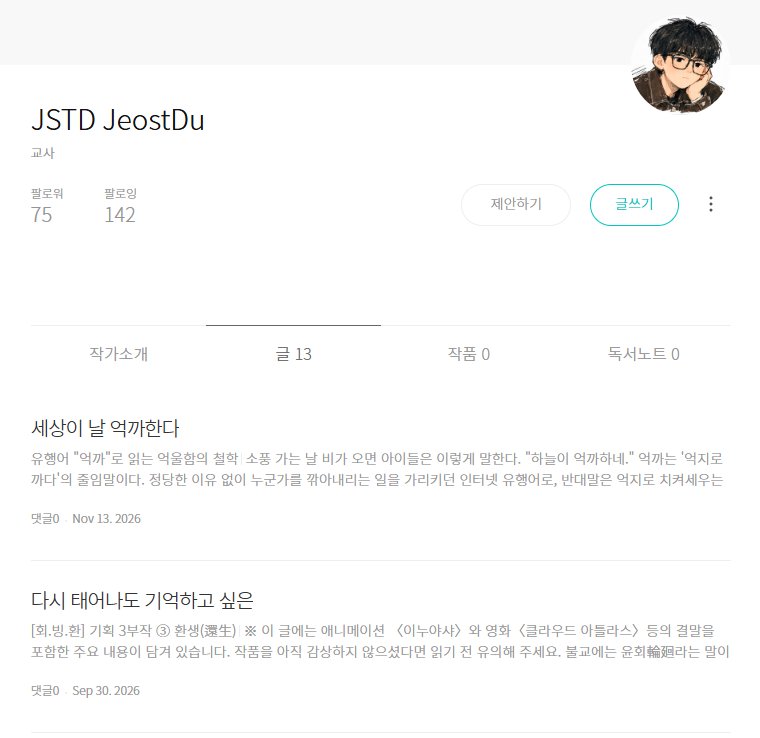 JSTD JeostDu
교사
팔로워 팔로잉
75 142
제안하기 글쓰기
작가소개 글 13 작품 0 독서노트 0
세상이 날 억까한다
유행어 "억까"로 읽는 억울함의 철학 | 소풍 가는 날 비가 오면 아이들은 이렇게 말한다. "하늘이 억까하네." 억까는 '억지로
까다'의 줄임말이다. 정당한 이유 없이 누군가를 깎아내리는 일을 가리키던 인터넷 유행어로, 반대말은 억지로 치켜세우는
댓글0 · Nov 13. 2026
다시 태어나도 기억하고 싶은
[회.빙.환] 기획 3부작 ③ 환생(還生) | ※ 이 글에는 애니메이션 〈이누야샤〉와 영화〈클라우드 아틀라스〉등의 결말을
포함한 주요 내용이 담겨 있습니다. 작품을 아직 감상하지 않으셨다면 읽기 전 유의해 주세요. 불교에는 윤회輪廻라는 말이
댓글0 · Sep 30. 2026